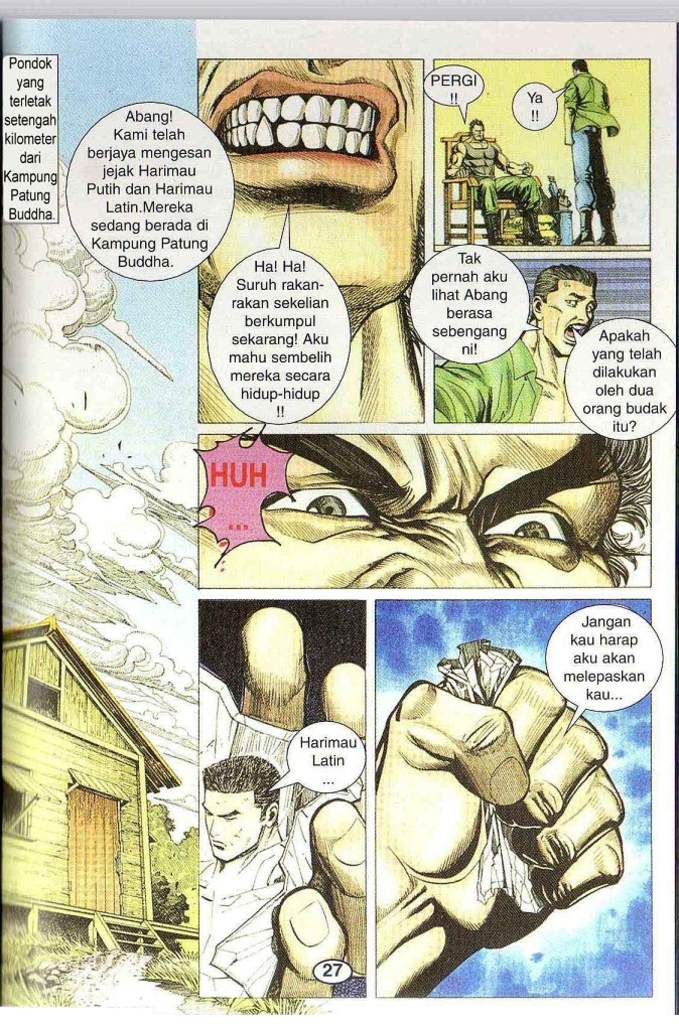 Pondok
yang
terletak
setengah
kilometer
dari
Kampung
Patung
Buddha.
Abang!
Kami telah
berjaya mengesan
jejak Harimau
Putih dan Harimau
Latin.Mereka
sedang berada di
Kampung Patung
Buddha.
Ha! Ha!
Suruh rakan-
rakan sekelian
berkumpul
sekarang! Aku
mahu sembelih
mereka secara
hidup-hidup
!!
PERGI
!!
Ya
!!
Tak
pernah aku
lihat Abang
berasa
sebengang
ni!
Apakah
yang telah
dilakukan
oleh dua
orang budak
itu?
HUH
...
Harimau
Latin
...
Jangan
kau harap
aku akan
melepaskan
kau...
27